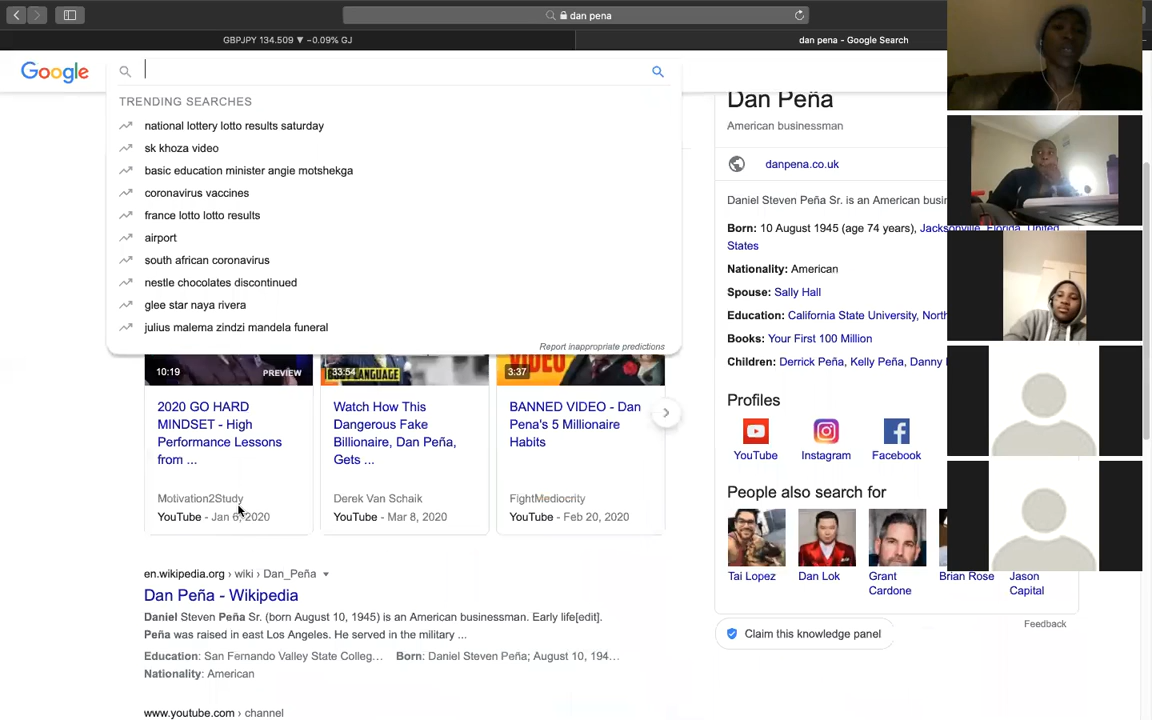 dan pena
GBPJPY 134.509 ▼ −0.09% GJ
dan pena - Google Search
Google
TRENDING SEARCHES
national lottery lotto results saturday
sk khoza video
basic education minister angie motshekga
coronavirus vaccines
france lotto lotto results
airport
south african coronavirus
nestle chocolates discontinued
glee star naya rivera
julius malema zindzi mandela funeral
Report inappropriate predictions
10:19
PREVIEW
33:54
LANGUAGE
3:37
VIDEO
2020 GO HARD
MINDSET - High
Performance Lessons
from ...
Motivation2Study
YouTube - Jan 6, 2020
Watch How This
Dangerous Fake
Billionaire, Dan Peña,
Gets ...
Derek Van Schaik
YouTube - Mar 8, 2020
BANNED VIDEO - Dan
Pena's 5 Millionaire
Habits
FightMediocrity
YouTube - Feb 20, 2020
en.wikipedia.org › wiki › Dan_Peña
Dan Peña - Wikipedia
Daniel Steven Peña Sr. (born August 10, 1945) is an American businessman. Early life[edit].
Peña was raised in east Los Angeles. He served in the military ...
Education: San Fernando Valley State Colleg... Born: Daniel Steven Peña; August 10, 194...
Nationality: American
www.youtube.com › channel
Dan Peña
American businessman
danpena.co.uk
Daniel Steven Peña Sr. is an American busin
Born: 10 August 1945 (age 74 years), Jacksonville, Florida, United
States
Nationality: American
Spouse: Sally Hall
Education: California State University, North
Books: Your First 100 Million
Children: Derrick Peña, Kelly Peña, Danny
Profiles
YouTube
Instagram
Facebook
People also search for
Tai Lopez
Dan Lok
Grant
Cardone
Brian Rose
Jason
Capital
Feedback
Claim this knowledge panel